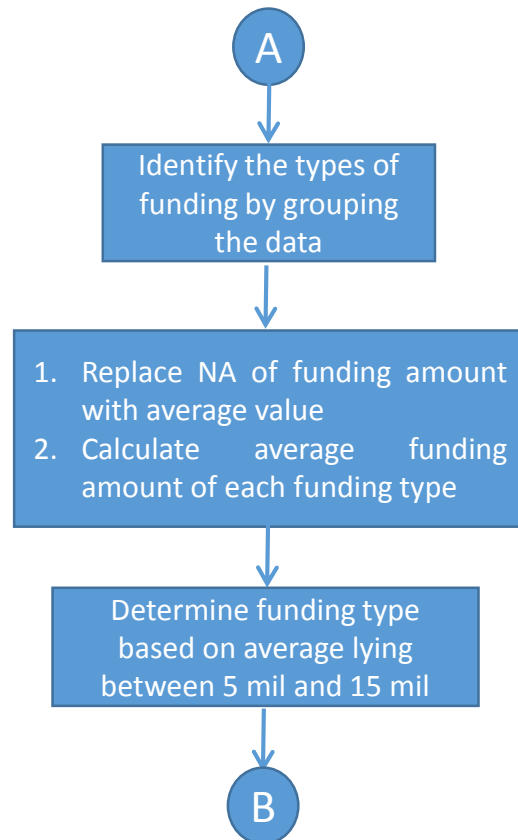 A
Identify the types of
funding by grouping
the data
1. Replace NA of funding amount
with average value
2. Calculate average funding
amount of each funding type
Determine funding type
based on average lying
between 5 mil and 15 mil
B